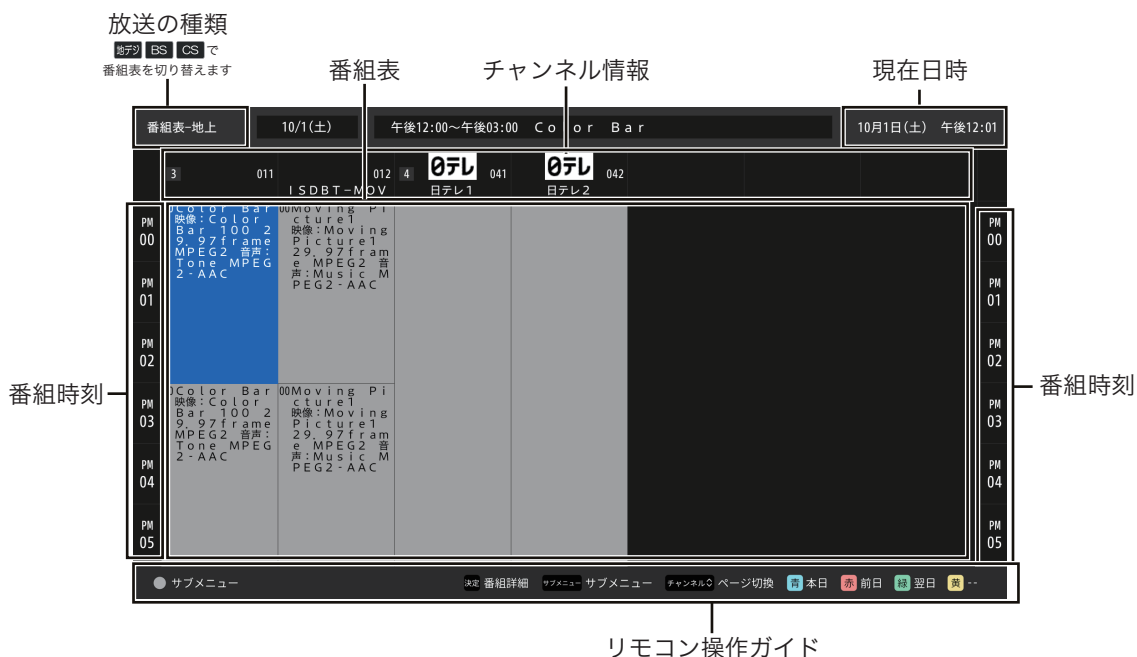 放送の種類
地デジ BS CS で
番組表を切り替えます
番組表
チャンネル情報
現在日時
番組表−地上
10/1(土)
午後12:00〜午後03:00 Color Bar
10月1日(土) 午後12:01
3 011
012
ISDBT−MOV
4 日テレ 041
日テレ1
日テレ 042
日テレ2
PM
00
PM
01
PM
02
PM
03
PM
04
PM
05
Color Bar
映像:Color
Bar 100 2
9.97frame
MPEG2 音声:
Tone MPEG
2-AAC
00Moving Pi
cture1
映像:Moving
Picture1
29.97fram
e MPEG2 音
声:Music M
PEG2-AAC
Color Bar
映像:Color
Bar 100 2
9.97frame
MPEG2 音声:
Tone MPEG
2-AAC
00Moving Pi
cture1
映像:Moving
Picture1
29.97fram
e MPEG2 音
声:Music M
PEG2-AAC
PM
00
PM
01
PM
02
PM
03
PM
04
PM
05
番組時刻
番組時刻
サブメニュー
決定 番組詳細 サブメニュー サブメニュー チャンネル ページ切換 青 本日 赤 前日 緑 翌日 黄 --
リモコン操作ガイド